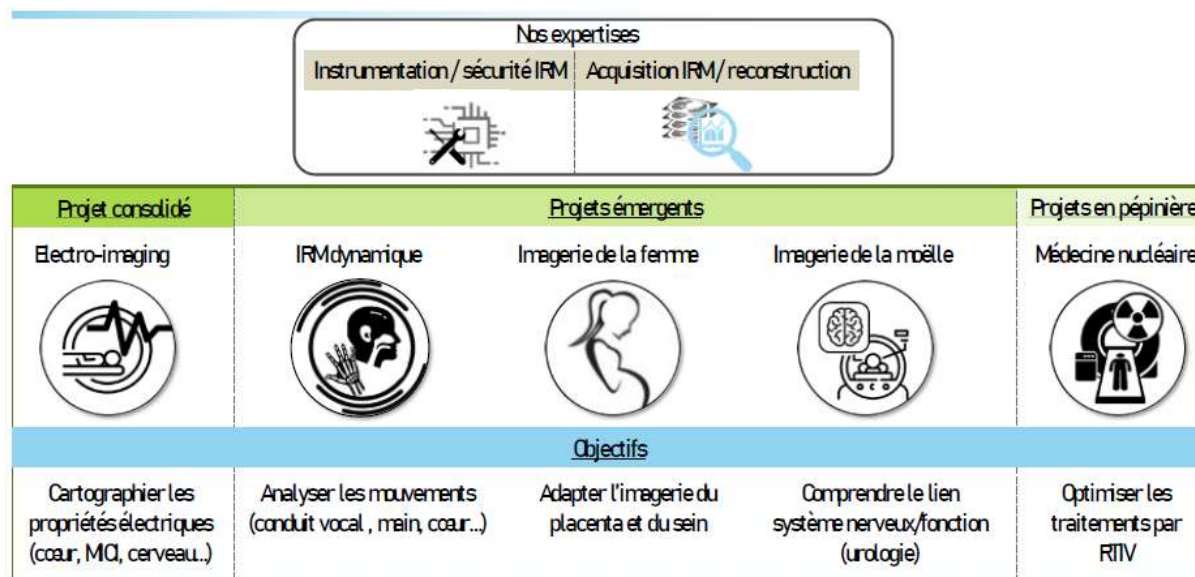 Nos expertises
Instrumentation / sécurité IRM
Acquisition IRM / reconstruction
Projet consolidé
Projets émergents
Projets en pépinière
Electro-imaging
IRM dynamique
Imagerie de la femme
Imagerie de la moëlle
Médecine nucléaire
Objectifs
Cartographier les
propriétés électriques
(cœur, MCI, cerveau...)
Analyser les mouvements
(conduit vocal , main, cœur...)
Adapter l'imagerie du
placenta et du sein
Comprendre le lien
système nerveux/fonction
(urologie)
Optimiser les
traitements par
RTIV